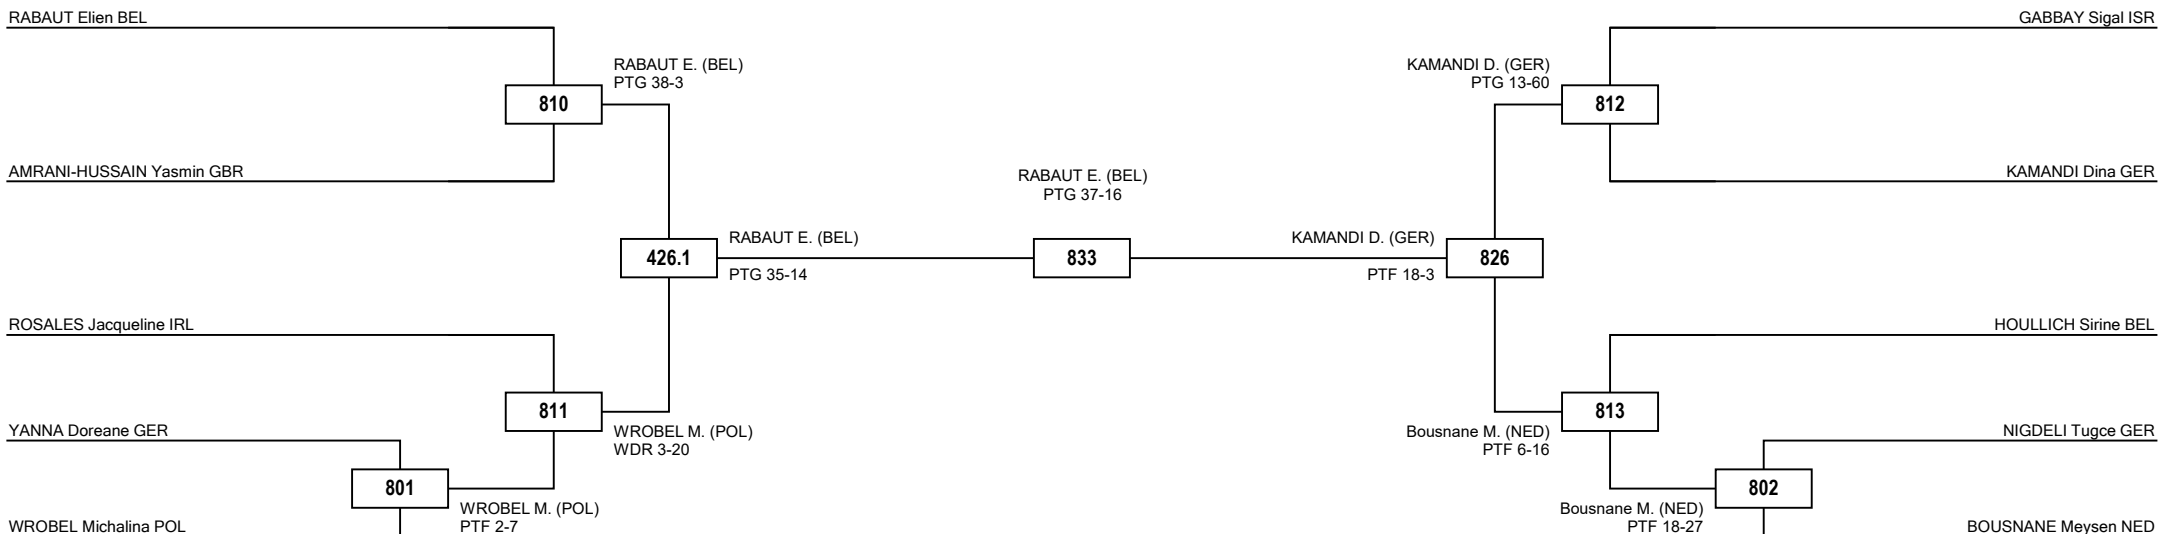 RABAUT Elien BEL
GABBAY Sigal ISR
RABAUT E. (BEL)
PTG 38-3
KAMANDI D. (GER)
PTG 13-60
810
812
AMRANI-HUSSAIN Yasmin GBR
RABAUT E. (BEL)
PTG 37-16
KAMANDI Dina GER
426.1
RABAUT E. (BEL)
PTG 35-14
833
KAMANDI D. (GER)
PTF 18-3
826
ROSALES Jacqueline IRL
HOULLICH Sirine BEL
811
813
WROBEL M. (POL)
WDR 3-20
Bousnane M. (NED)
PTF 6-16
YANNA Doreane GER
NIGDELI Tugce GER
801
802
WROBEL M. (POL)
PTF 2-7
Bousnane M. (NED)
PTF 18-27
WROBEL Michalina POL
BOUSNANE Meysen NED